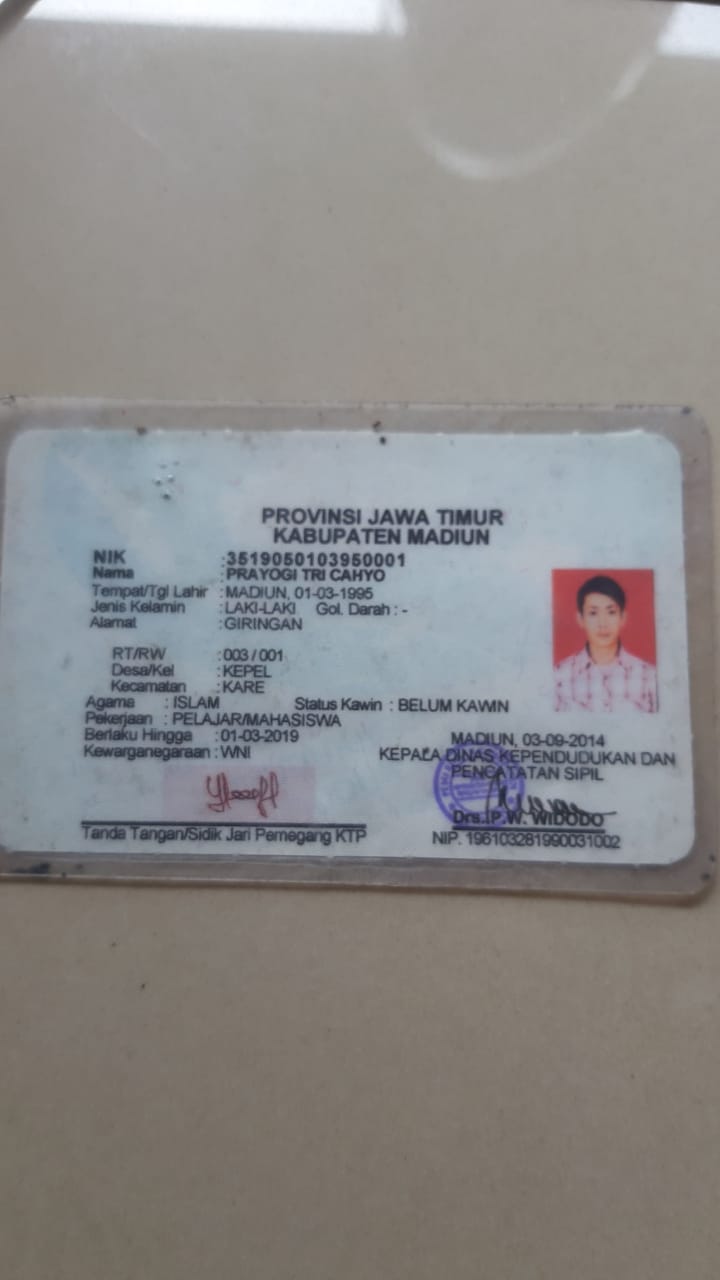 PROVINSI JAWA TIMUR
KABUPATEN MADIUN
NIK : 3519050103950001
Nama : PRAYOGI TRI CAHYO
Tempat/Tgl Lahir : MADIUN, 01-03-1995
Jenis Kelamin : LAKI-LAKI Gol. Darah : -
Alamat : GIRINGAN
RT/RW : 003 / 001
Desa/Kel : KEPEL
Kecamatan : KARE
Agama : ISLAM Status Kawin : BELUM KAWIN
Pekerjaan : PELAJAR/MAHASISWA
Berlaku Hingga : 01-03-2019
Kewarganegaraan : WNI
Tanda Tangan/Sidik Jari Pemegang KTP
MADIUN, 03-09-2014
KEPALA DINAS KEPENDUDUKAN DAN
PENCATATAN SIPIL
Drs.IP.W. WIDODO
NIP. 196103281990031002